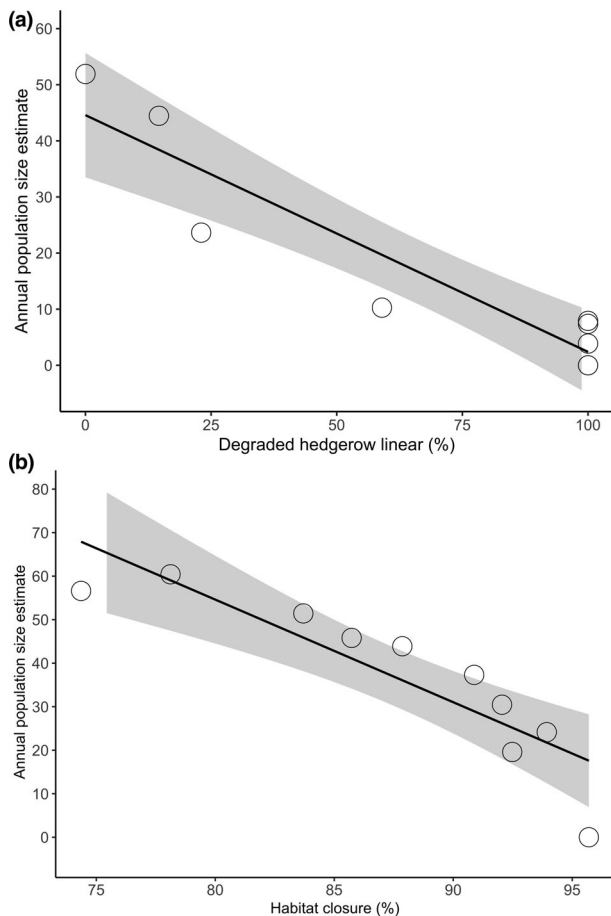 (a)
Annual population size estimate
60
50
40
30
20
10
0
0 25 50 75 100
Degraded hedgerow linear (%)
(b)
Annual population size estimate
80
70
60
50
40
30
20
10
0
75 80 85 90 95
Habitat closure (%)